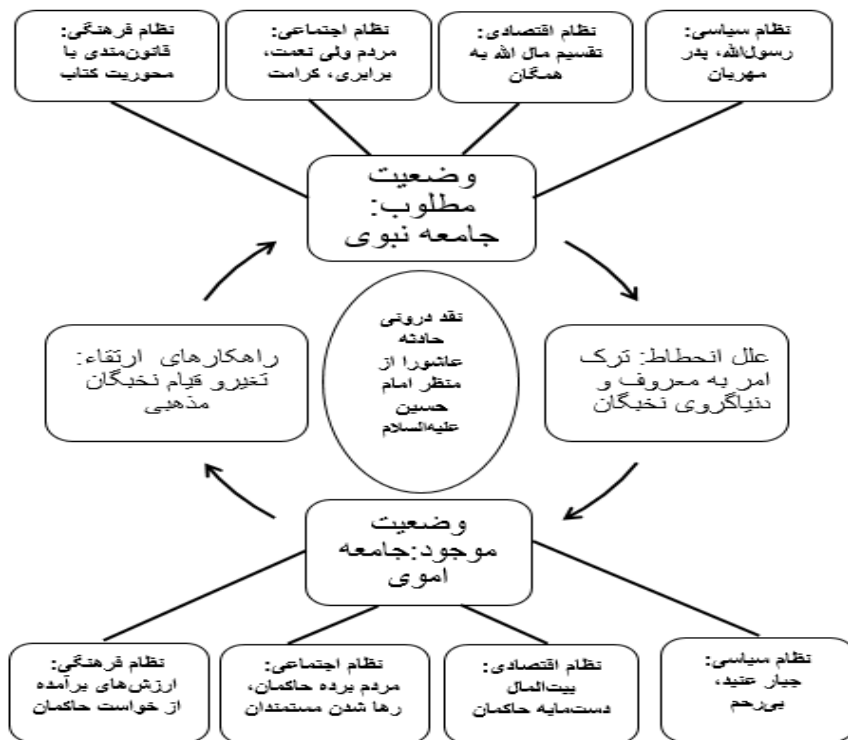 نظام سیاسی:
رسول‌الله، پدر
مهربان
نظام اقتصادی:
تقسیم مال الله به
همگان
نظام اجتماعی:
مردم ولی نعمت،
برابری، کرامت
نظام فرهنگی:
قانون‌مندی با
محوریت کتاب
وضعیت
مطلوب:
جامعه نبوی
علل انحطاط: ترک
امر به معروف و
دنیاگروی نخبگان
نقد درونی
حادثه
عاشورا از
منظر امام
حسین
علیه‌السلام
راهکارهای ارتقاء:
تغیرو قیام نخبگان
مذهبی
وضعیت
موجود:جامعه
اموی
نظام سیاسی:
جبار عنید،
بی‌رحم
نظام اقتصادی:
بیت‌المال
دست‌مایه حاکمان
نظام اجتماعی:
مردم برده حاکمان،
رها شدن مستمندان
نظام فرهنگی:
ارزش‌های برآمده
از خواست حاکمان